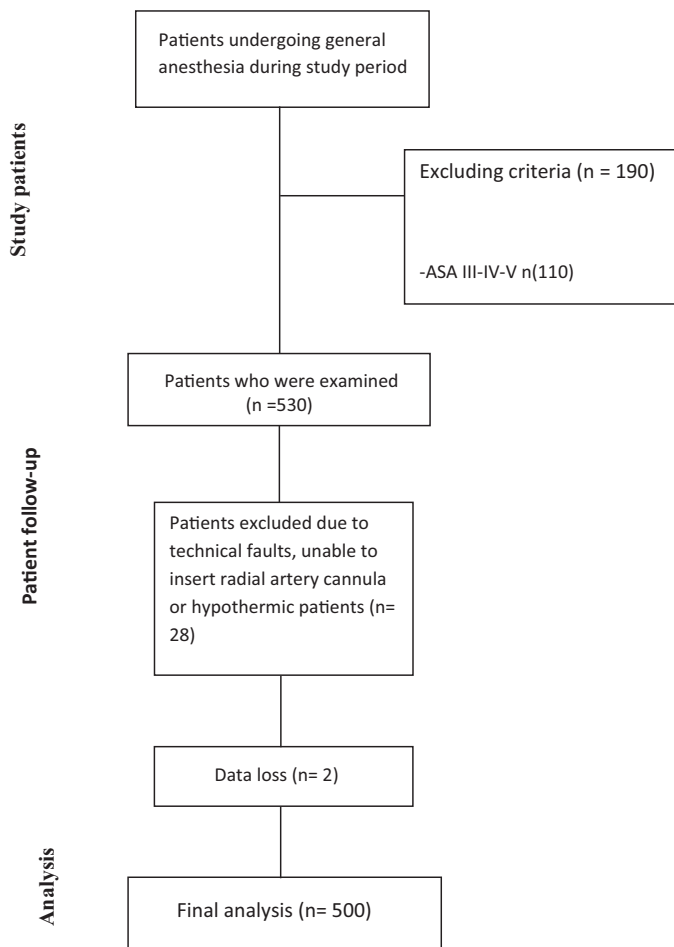 Patients undergoing general
anesthesia during study period
Study patients
Excluding criteria (n = 190)
-ASA III-IV-V n(110)
Patients who were examined
(n =530)
Patient follow-up
Patients excluded due to
technical faults, unable to
insert radial artery cannula
or hypothermic patients (n=
28)
Data loss (n= 2)
Analysis
Final analysis (n= 500)